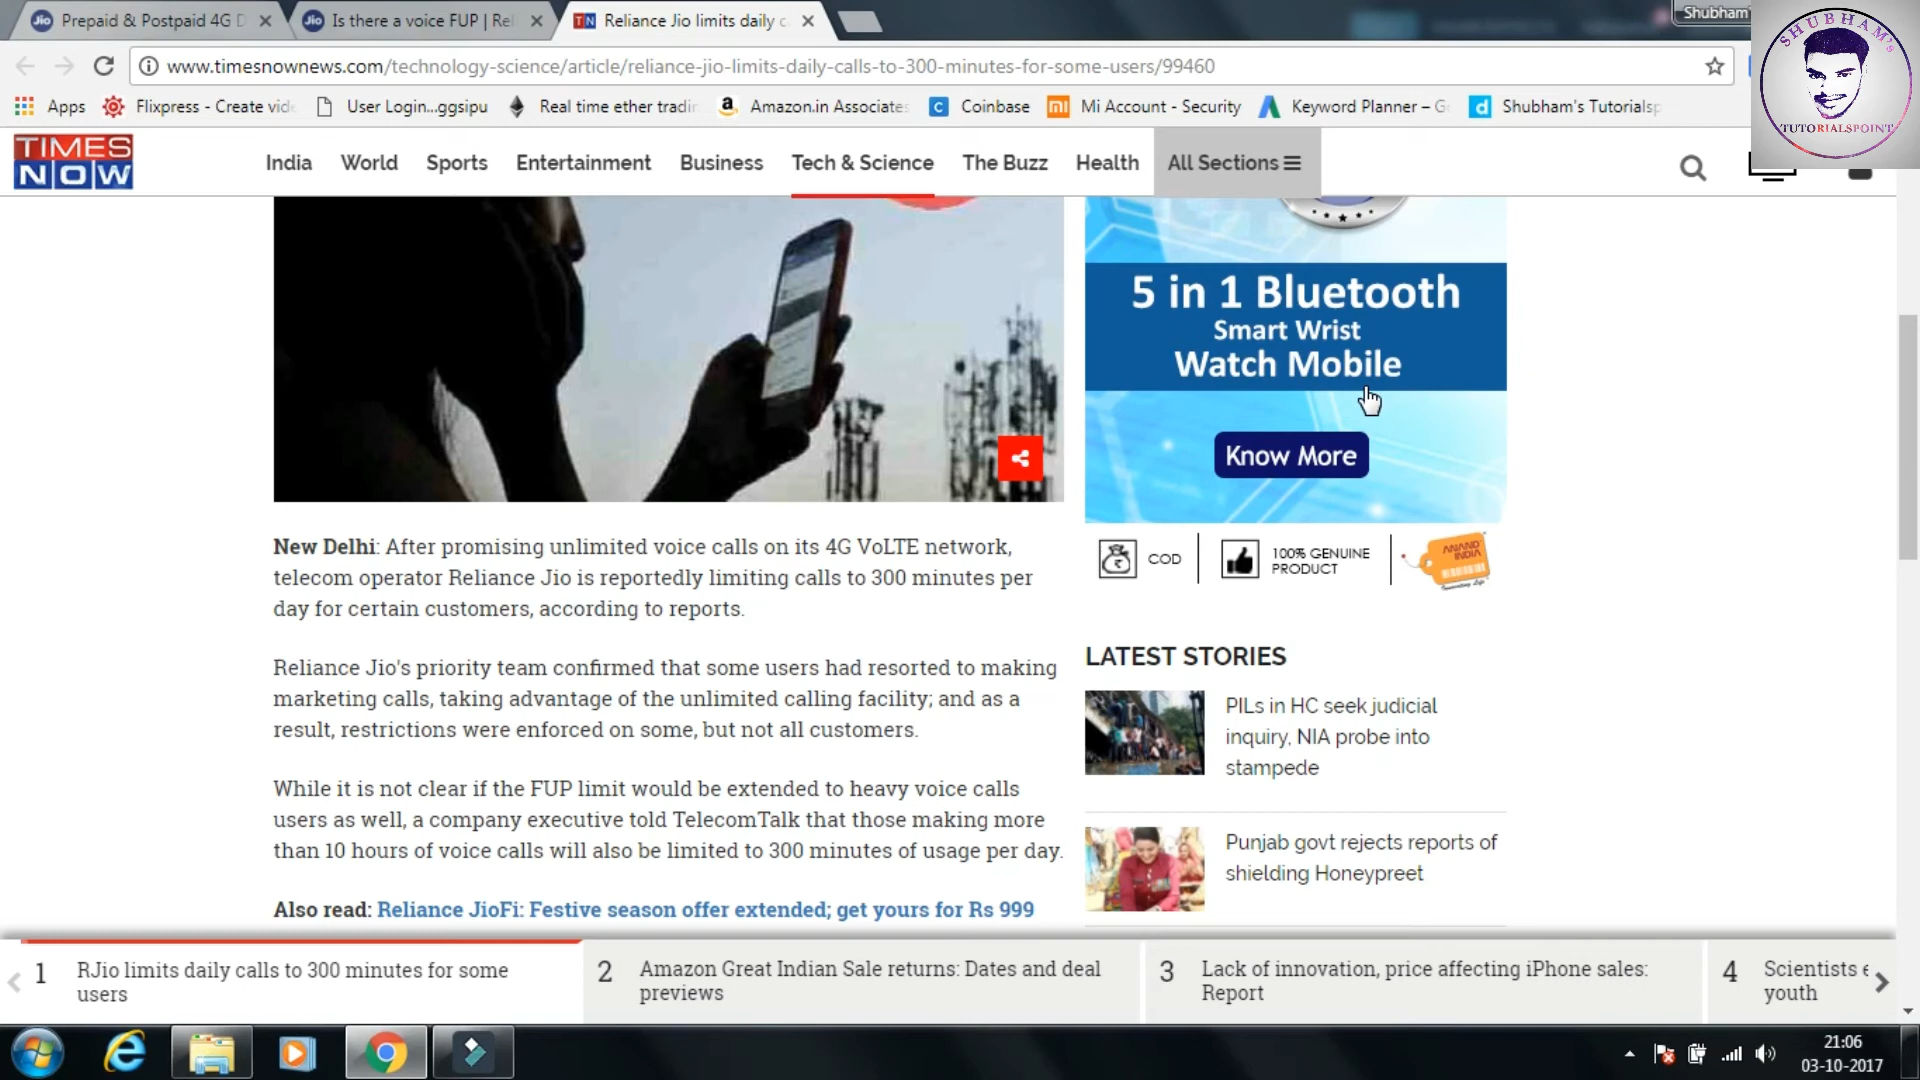 Prepaid & Postpaid 4G D
Is there a voice FUP | Rel
TN Reliance Jio limits daily c
Shubham'
www.timesnownews.com/technology-science/article/reliance-jio-limits-daily-calls-to-300-minutes-for-some-users/99460
Apps
Flixpress - Create vide
User Login...ggsipu
Real time ether tradin
Amazon.in Associates
Coinbase
Mi Account - Security
Keyword Planner – G
Shubham's Tutorialsp
SHUBHAM's
TUTORIALSPOINT
TIMES
NOW
India World Sports Entertainment Business Tech & Science The Buzz Health All Sections
5 in 1 Bluetooth
Smart Wrist
Watch Mobile
Know More
COD
100% GENUINE
PRODUCT
ANAND
INDIA
New Delhi: After promising unlimited voice calls on its 4G VoLTE network,
telecom operator Reliance Jio is reportedly limiting calls to 300 minutes per
day for certain customers, according to reports.
Reliance Jio's priority team confirmed that some users had resorted to making
marketing calls, taking advantage of the unlimited calling facility; and as a
result, restrictions were enforced on some, but not all customers.
While it is not clear if the FUP limit would be extended to heavy voice calls
users as well, a company executive told TelecomTalk that those making more
than 10 hours of voice calls will also be limited to 300 minutes of usage per day.
Also read: Reliance JioFi: Festive season offer extended; get yours for Rs 999
LATEST STORIES
PILs in HC seek judicial
inquiry, NIA probe into
stampede
Punjab govt rejects reports of
shielding Honeypreet
1 RJio limits daily calls to 300 minutes for some
users
2 Amazon Great Indian Sale returns: Dates and deal
previews
3 Lack of innovation, price affecting iPhone sales:
Report
4 Scientists e
youth
21:06
03-10-2017